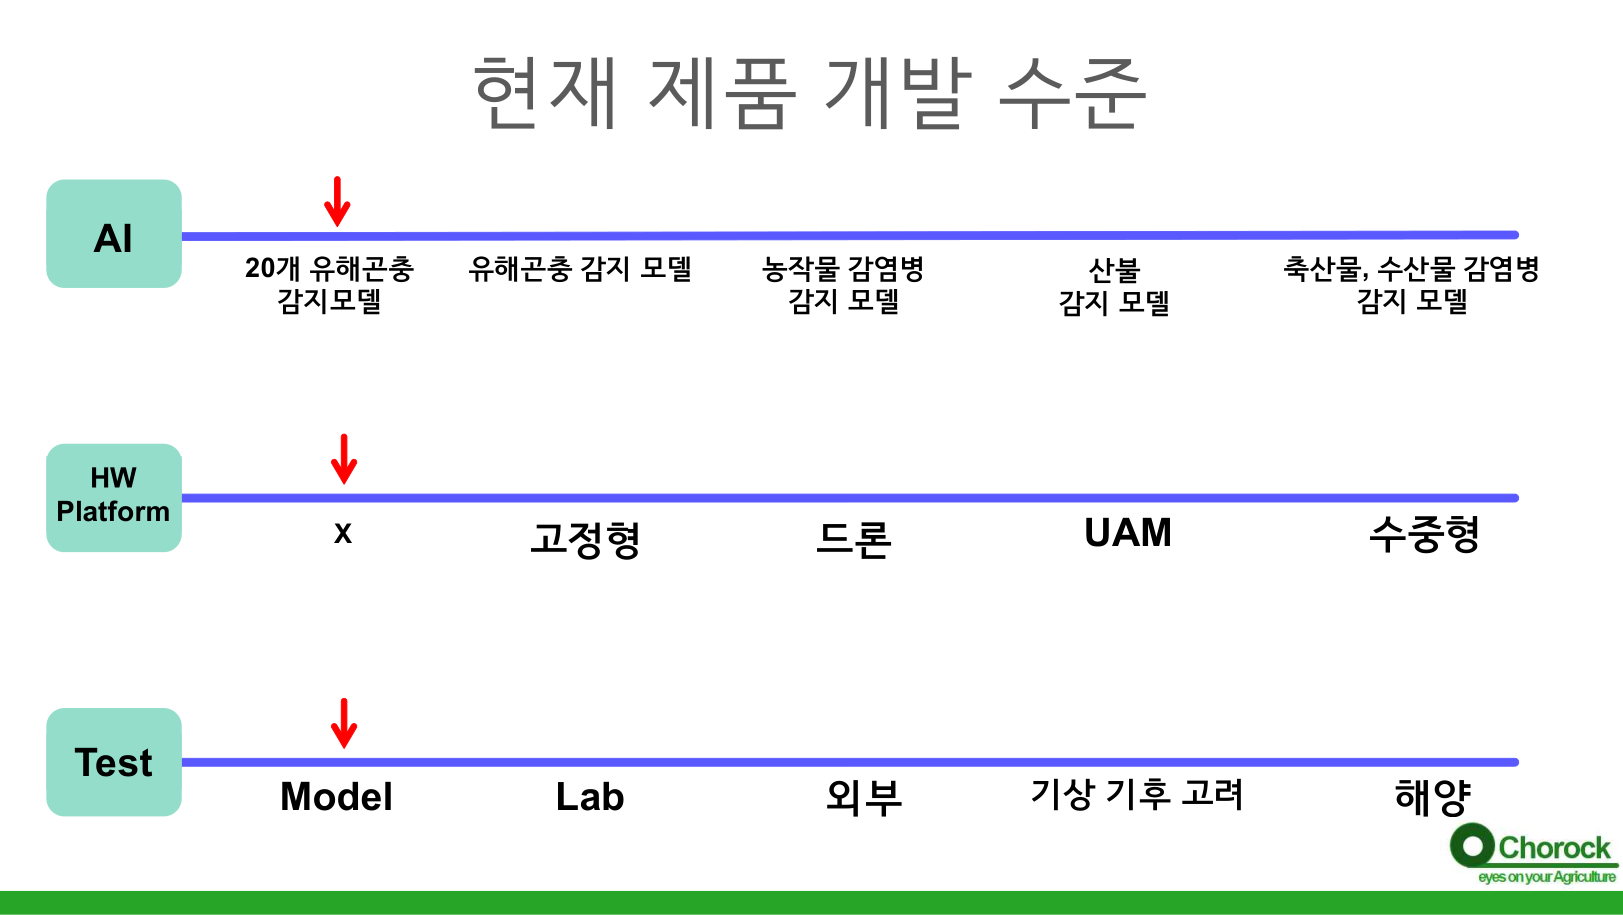 현재 제품 개발 수준
AI
20개 유해곤충
감지모델
유해곤충 감지 모델
농작물 감염병
감지 모델
산불
감지 모델
축산물, 수산물 감염병
감지 모델
HW
Platform
x
고정형
드론
UAM
수중형
Test
Model
Lab
외부
기상 기후 고려
해양
Chorock
eyes on your Agriculture